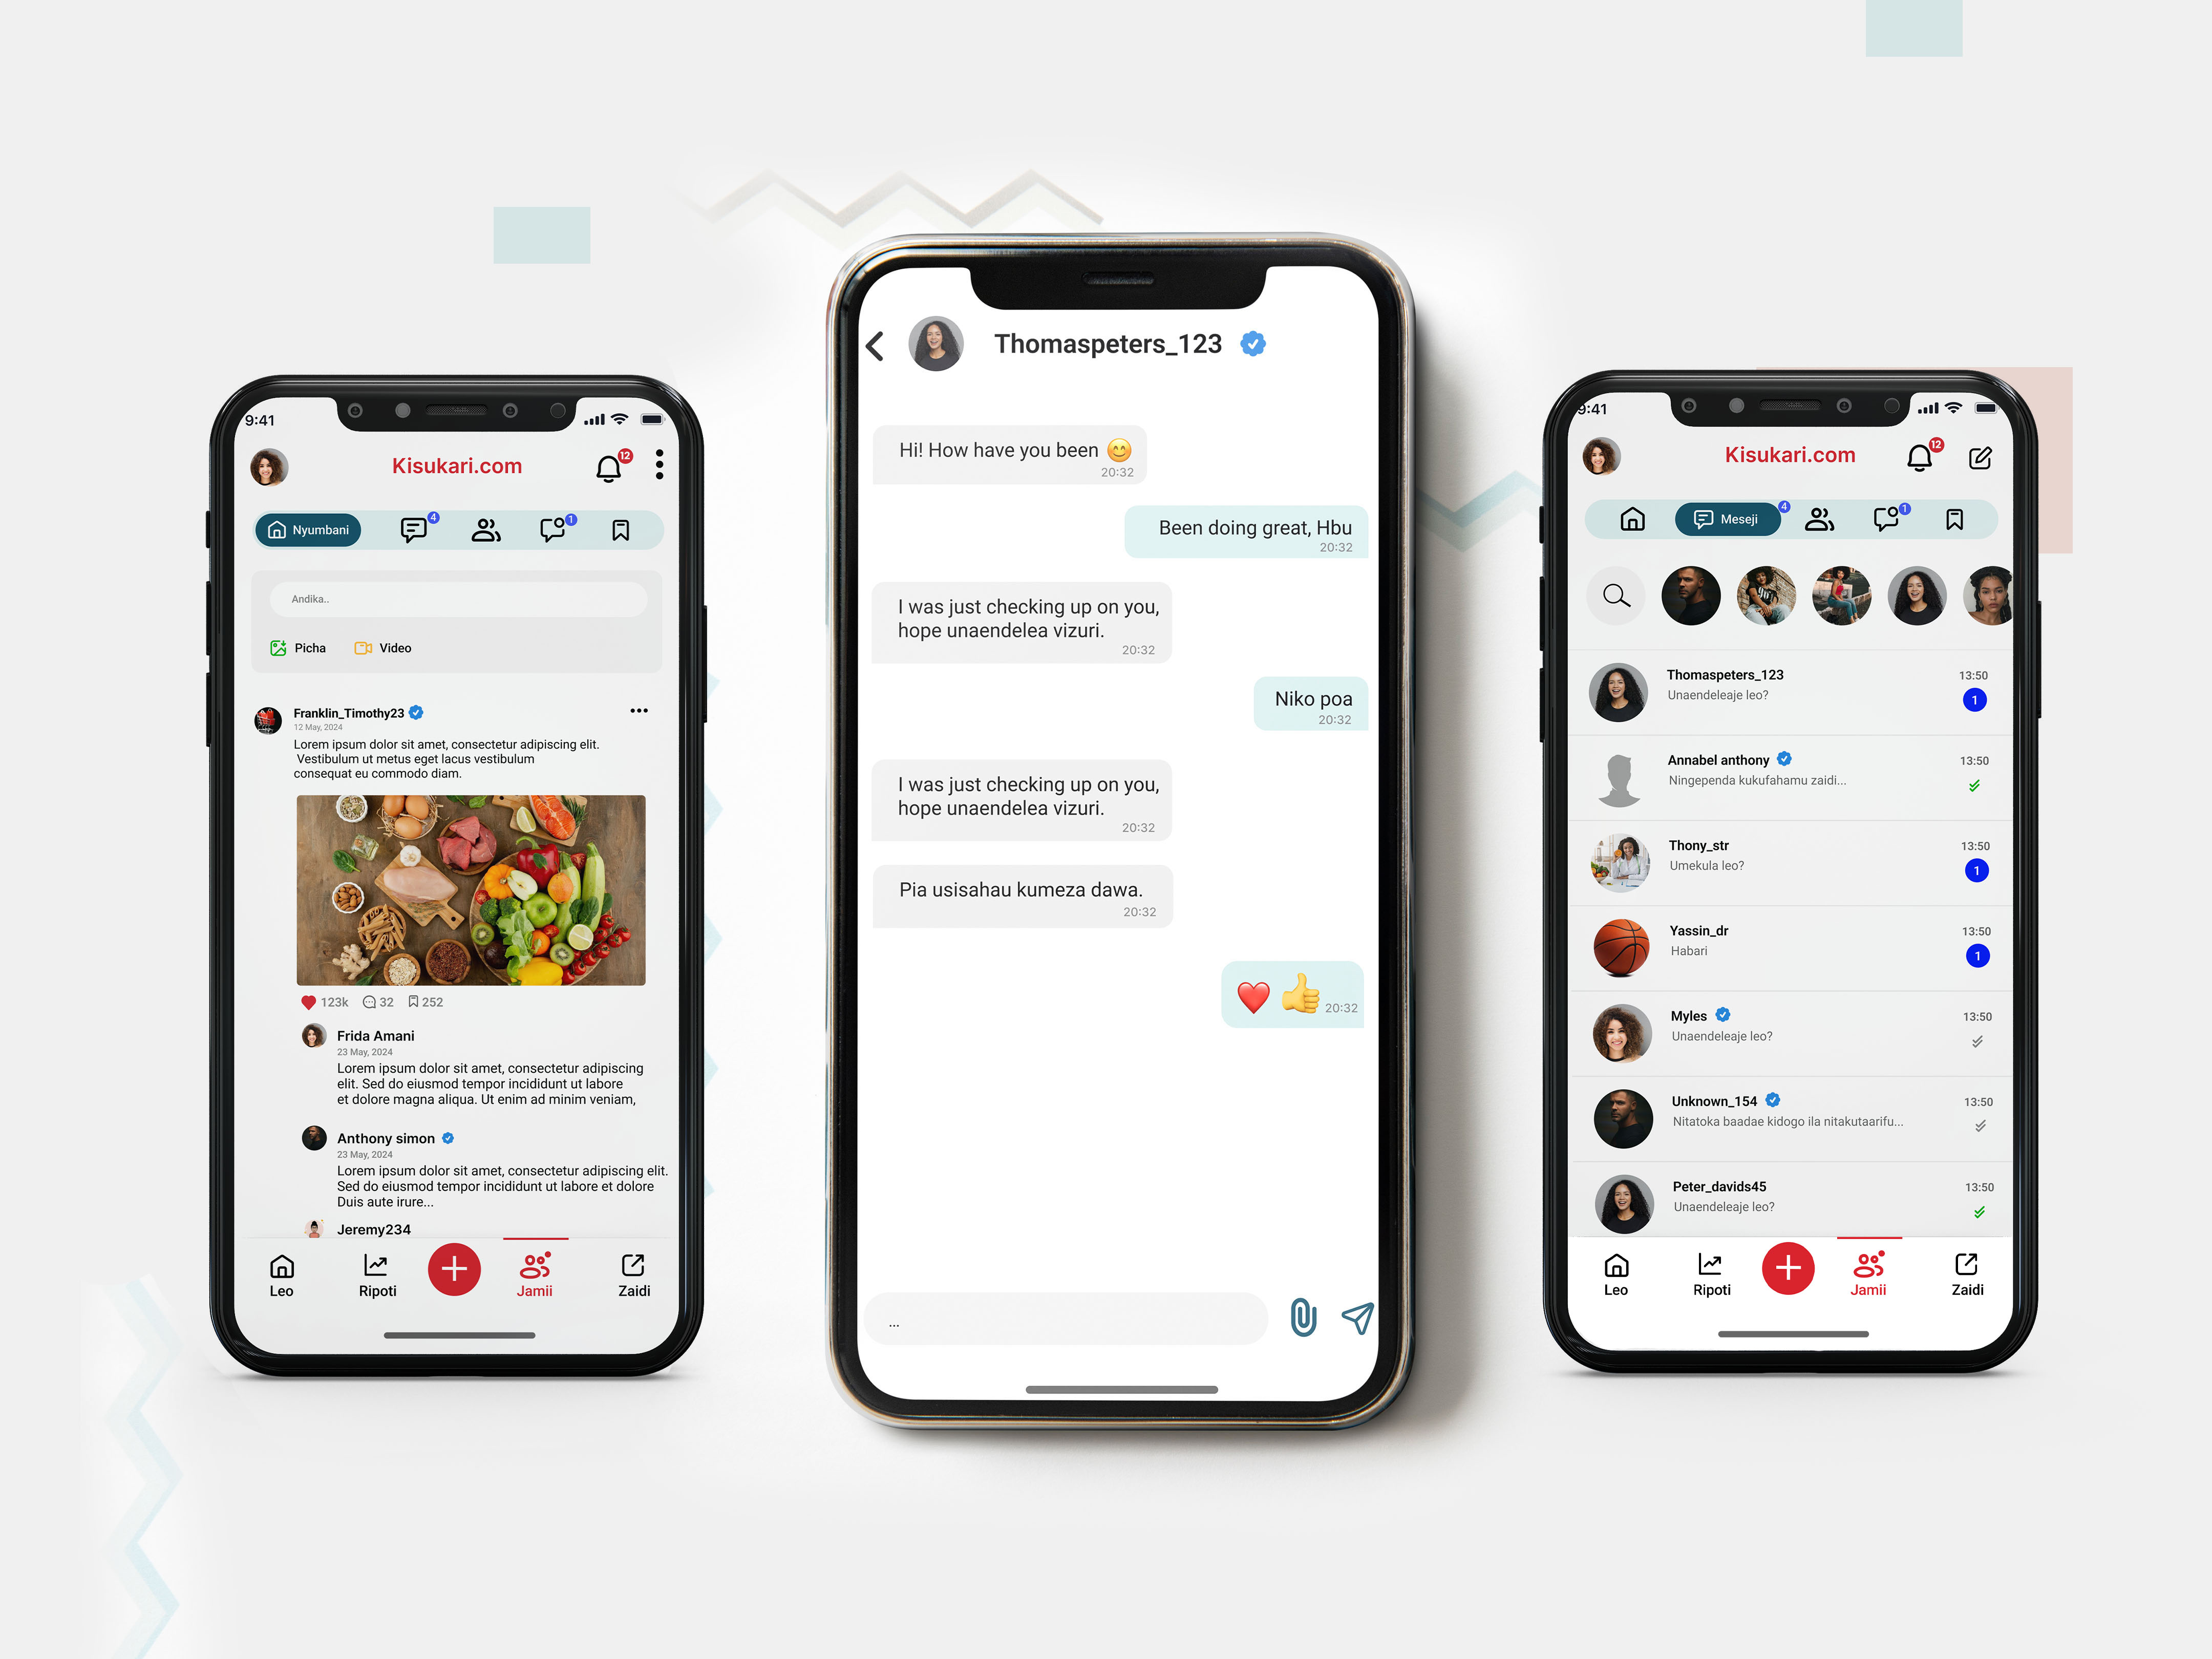 9:41
Kisukari.com
12
Nyumbani
4
1
Andika..
Picha
Video
Franklin_Timothy23
12 May, 2024
Lorem ipsum dolor sit amet, consectetur adipiscing elit.
Vestibulum ut metus eget lacus vestibulum
consequat eu commodo diam.
123k
32
252
Frida Amani
23 May, 2024
Lorem ipsum dolor sit amet, consectetur adipiscing
elit. Sed do eiusmod tempor incididunt ut labore
et dolore magna aliqua. Ut enim ad minim veniam,
Anthony simon
23 May, 2024
Lorem ipsum dolor sit amet, consectetur adipiscing elit.
Sed do eiusmod tempor incididunt ut labore et dolore
Duis aute irure...
Jeremy234
Leo
Ripoti
Jamii
Zaidi
Thomaspeters_123
Hi! How have you been 😊
20:32
Been doing great, Hbu
20:32
I was just checking up on you,
hope unaendelea vizuri.
20:32
Niko poa
20:32
I was just checking up on you,
hope unaendelea vizuri.
20:32
Pia usisahau kumeza dawa.
20:32
❤️ 👍 20:32
...
9:41
Kisukari.com
12
Meseji
4
1
Thomaspeters_123
13:50
Unaendeleaje leo?
1
Annabel anthony
13:50
Ningependa kukufahamu zaidi...
Thony_str
13:50
Umekula leo?
1
Yassin_dr
13:50
Habari
1
Myles
13:50
Unaendeleaje leo?
Unknown_154
13:50
Nitatoka baadae kidogo ila nitakutaarifu...
Peter_davids45
13:50
Unaendeleaje leo?
Leo
Ripoti
Jamii
Zaidi